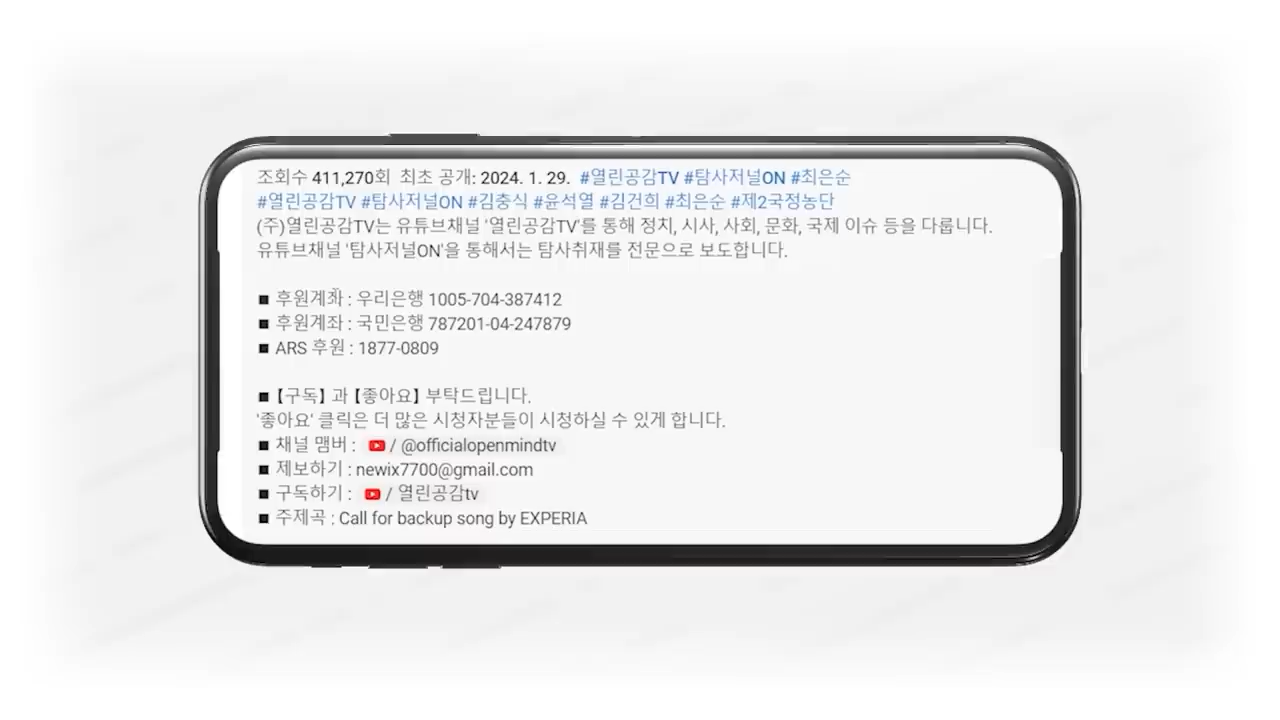 조회수 411,270회 최초 공개: 2024. 1. 29. #열린공감TV #탐사저널ON #최은순
#열린공감TV #탐사저널ON #김충식 #윤석열 #김건희 #최은순 #제2국정농단
(주)열린공감TV는 유튜브채널 '열린공감TV'를 통해 정치, 시사, 사회, 문화, 국제 이슈 등을 다룹니다.
유튜브채널 '탐사저널ON'을 통해서는 탐사취재를 전문으로 보도합니다.
■ 후원계좌 : 우리은행 1005-704-387412
■ 후원계좌 : 국민은행 787201-04-247879
■ ARS 후원 : 1877-0809
■【구독】과【좋아요】부탁드립니다.
'좋아요' 클릭은 더 많은 시청자분들이 시청하실 수 있게 합니다.
■ 채널 맴버 : / @officialopenmindtv
■ 제보하기 : newix7700@gmail.com
■ 구독하기 : / 열린공감tv
■ 주제곡 : Call for backup song by EXPERIA